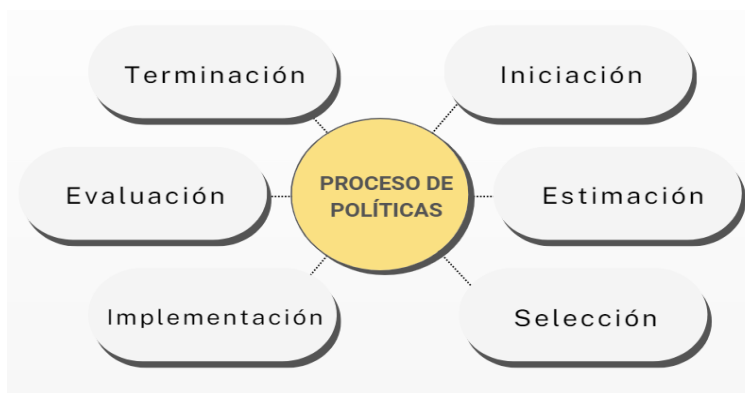 Terminación
Iniciación
PROCESO DE
POLÍTICAS
Evaluación
Estimación
Implementación
Selección